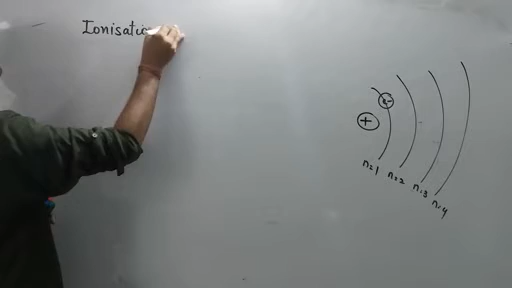 Ionisatio
+
e-
n=1
n=2
n=3
n=4